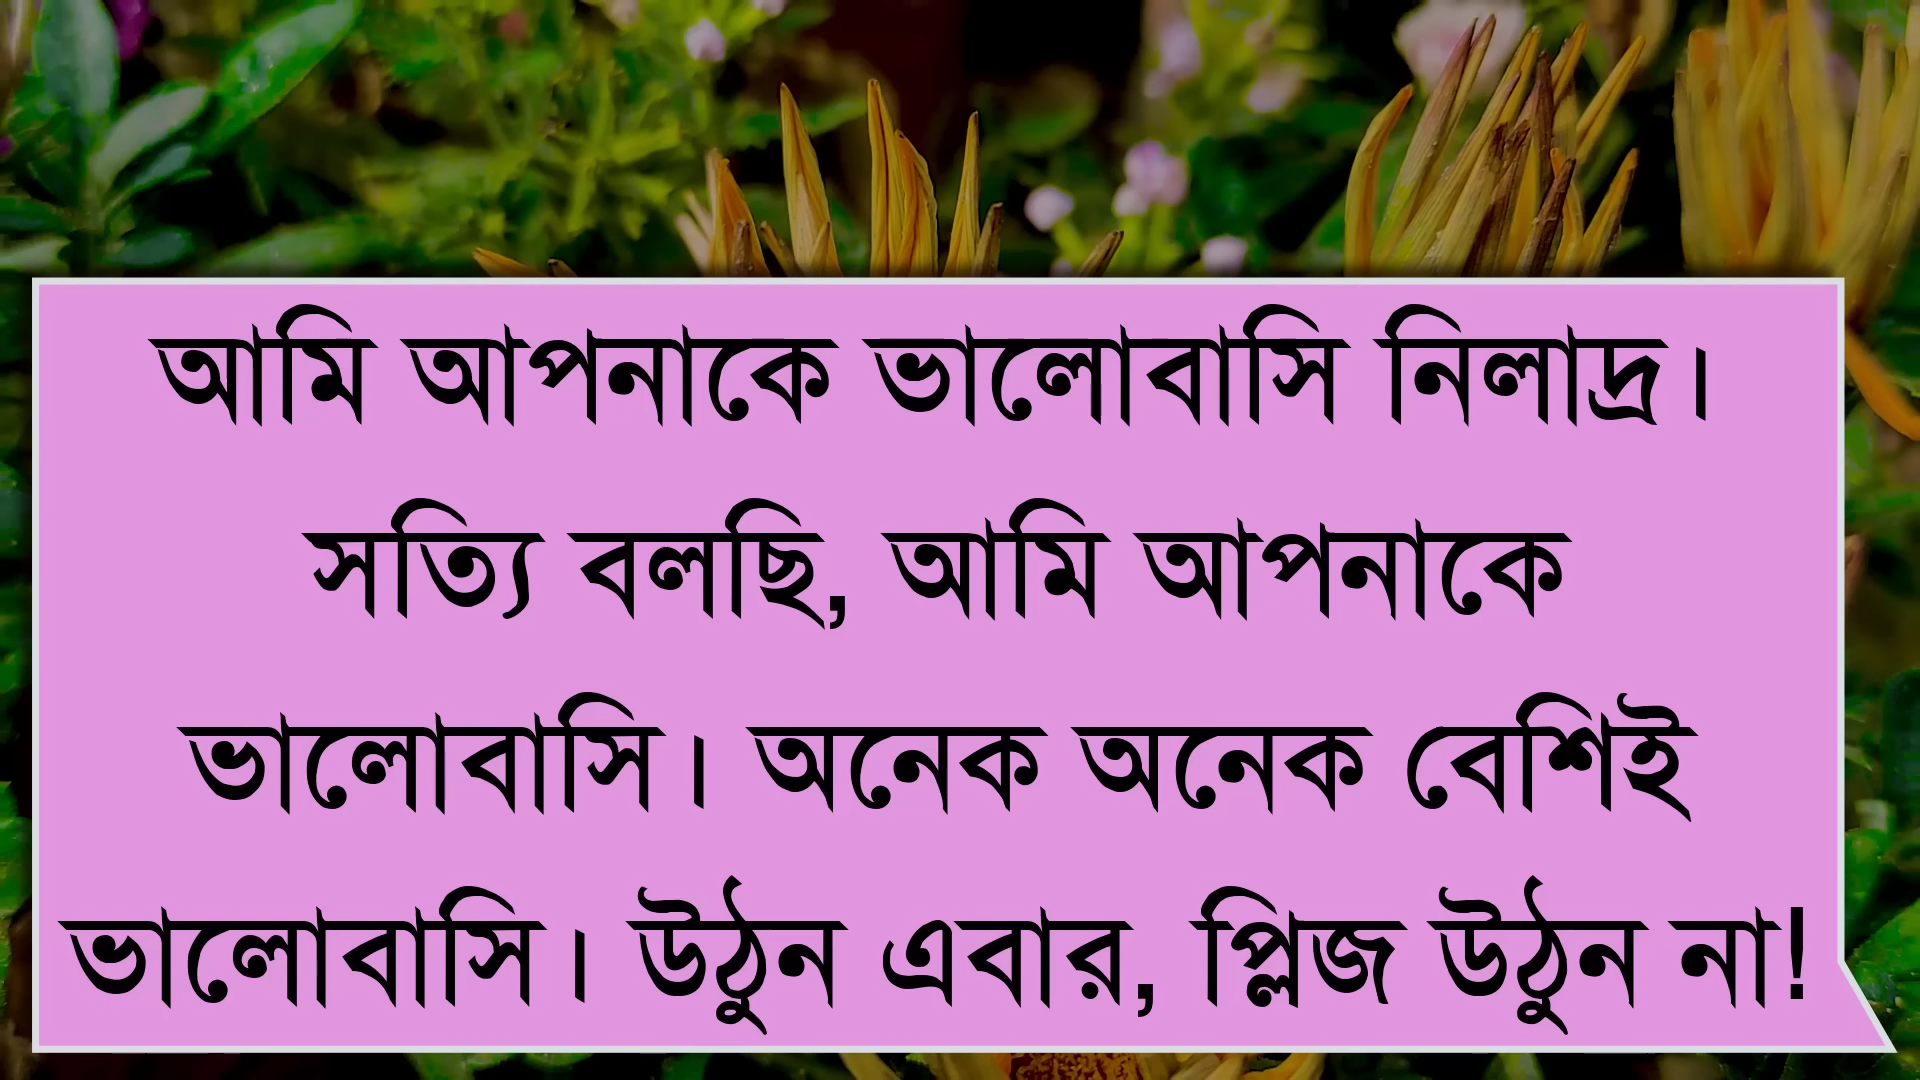 আমি আপনাকে ভালোবাসি নিলাদ্র।
সত্যি বলছি, আমি আপনাকে
ভালোবাসি। অনেক অনেক বেশিই
ভালোবাসি। উঠুন এবার, প্লিজ উঠুন না!